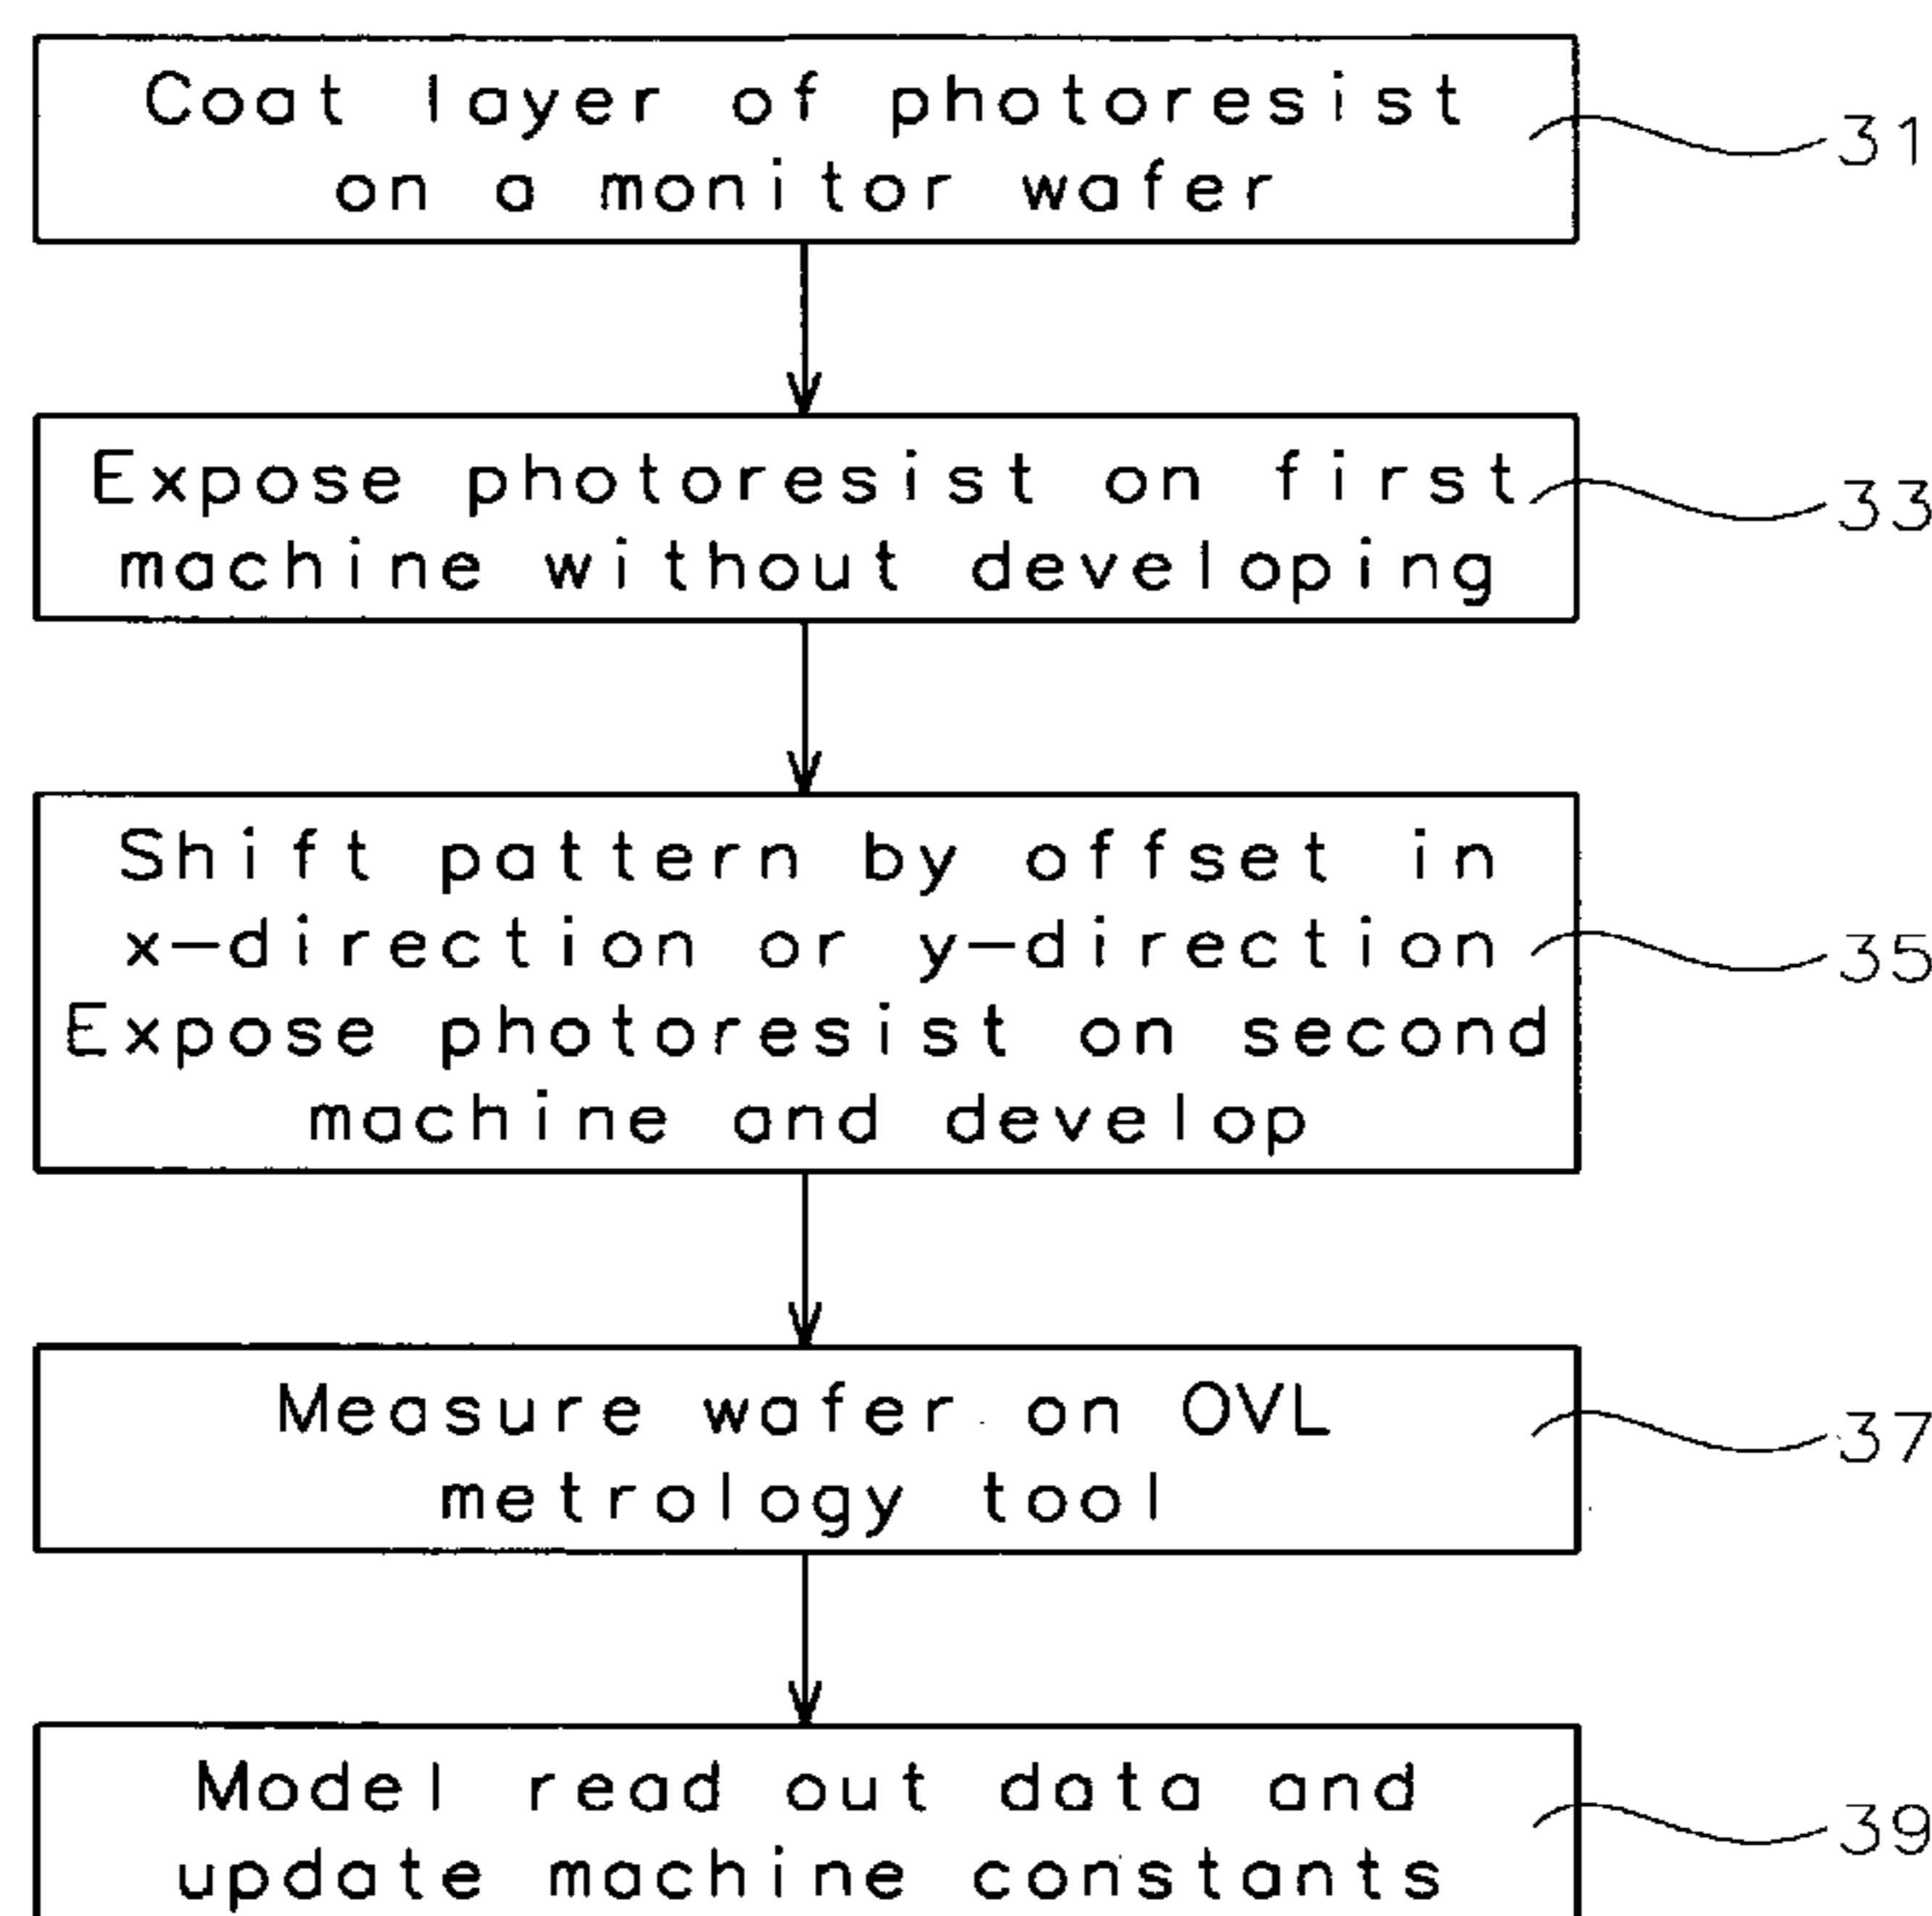 Coat layer of photoresist
on a monitor wafer
31
Expose photoresist on first
machine without developing
33
Shift pattern by offset in
x-direction or y-direction
Expose photoresist on second
machine and develop
35
Measure wafer on OVL
metrology tool
37
Model read out data and
update machine constants
39